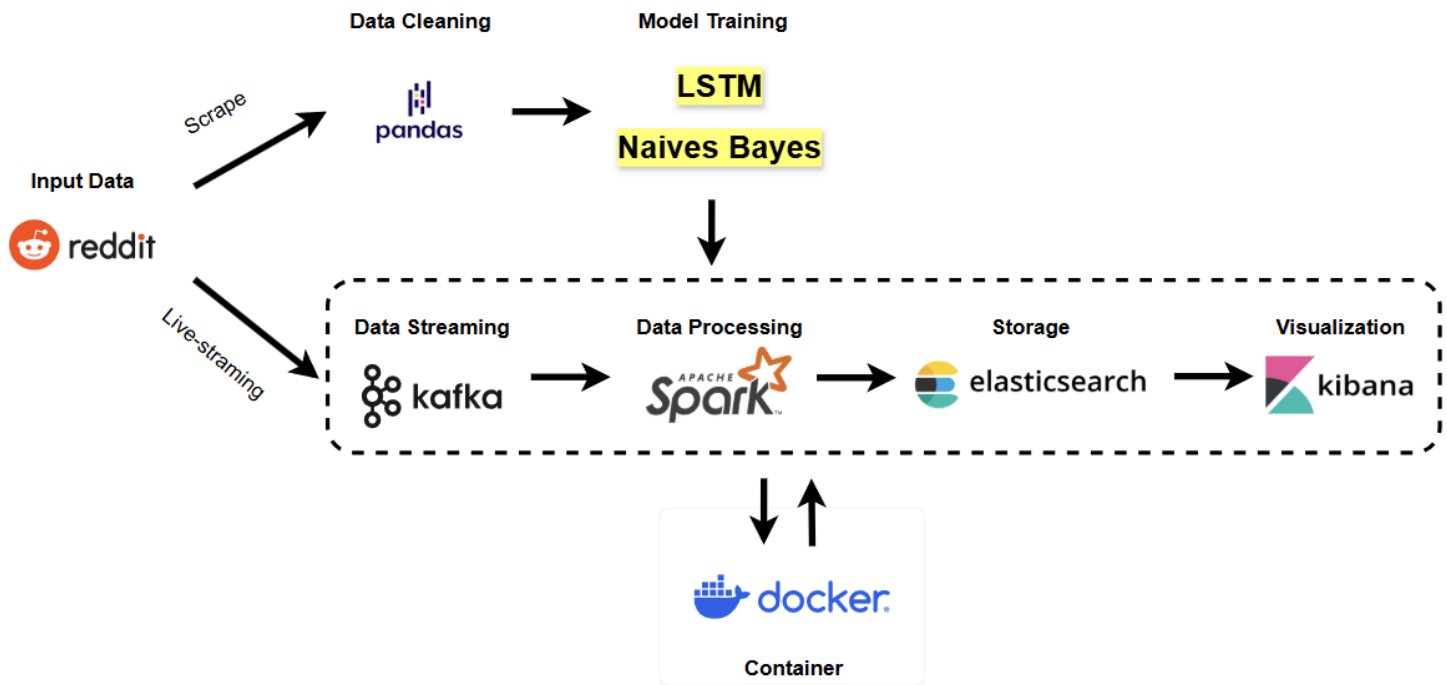 Data Cleaning
Model Training
pandas
LSTM
Naives Bayes
Scrape
Input Data
reddit
Live-straming
Data Streaming
Data Processing
Storage
Visualization
kafka
APACHE
Spark™
elasticsearch
kibana
docker®
Container